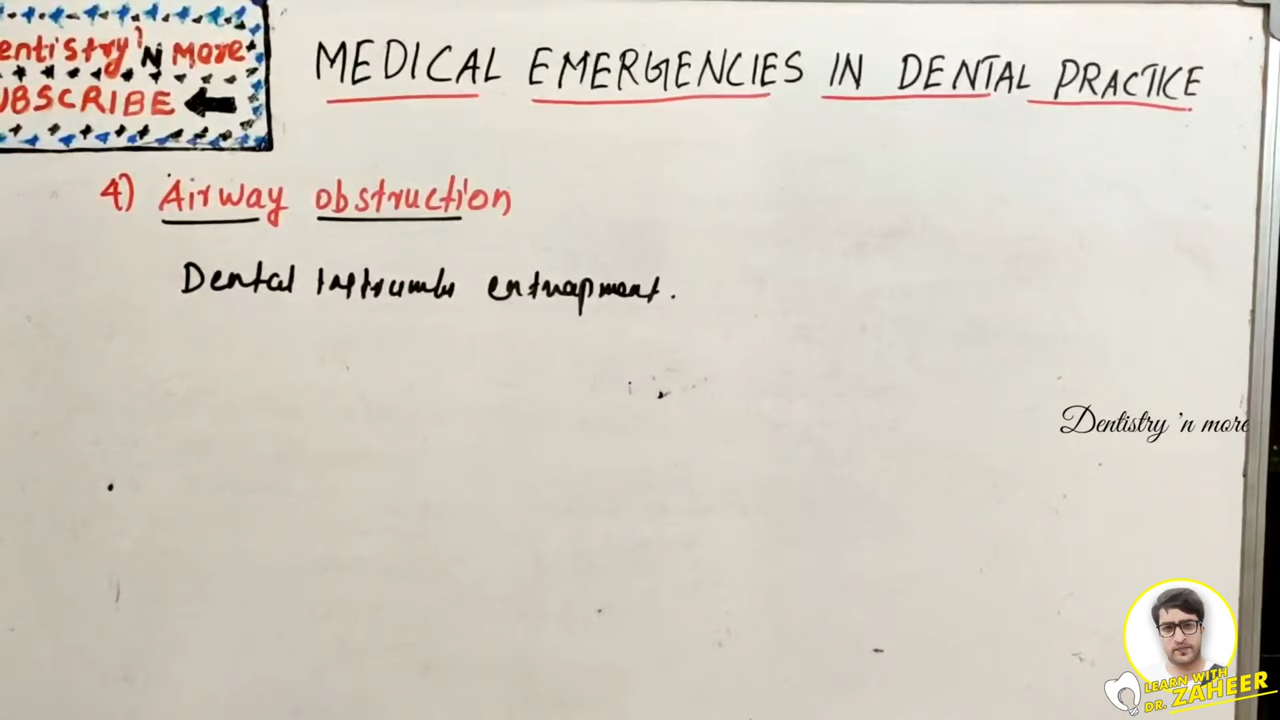 entistry'N More
UBSCRIBE
MEDICAL EMERGENCIES IN DENTAL PRACTICE
4) Airway obstruction
Dental entrapment.
Dentistry 'n more
LEARN WITH
DR. ZAHEER